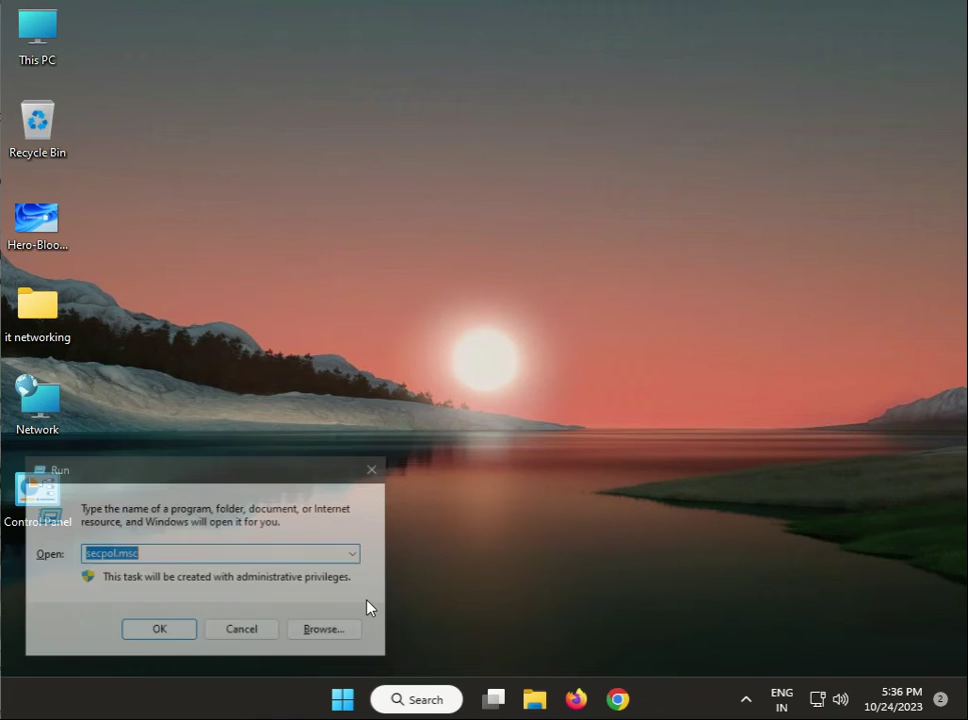 This PC
Recycle Bin
Hero-Bloo...
it networking
Network
Control Panel
Run
Type the name of a program, folder, document, or Internet
resource, and Windows will open it for you.
Open: secpol.msc
This task will be created with administrative privileges.
OK Cancel Browse...
Search
ENG
IN
5:36 PM
10/24/2023
2